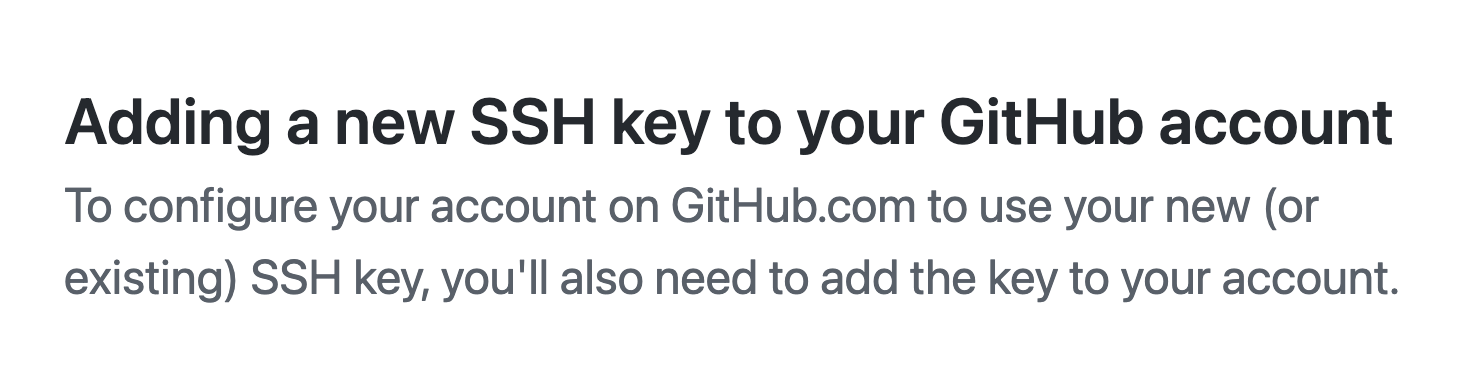 Adding a new SSH key to your GitHub account
To configure your account on GitHub.com to use your new (or
existing) SSH key, you'll also need to add the key to your account.